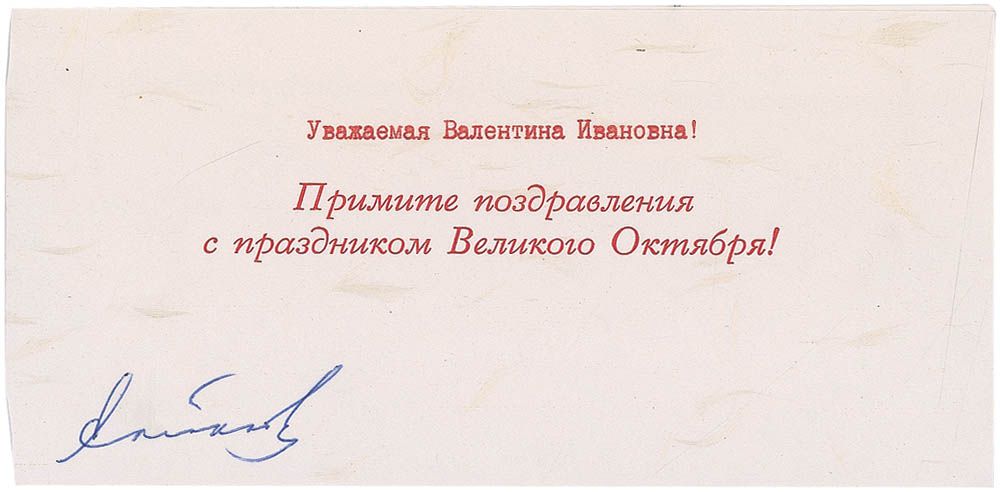 Уважаемая Валентина Ивановна!
Примите поздравления
с праздником Великого Октября!